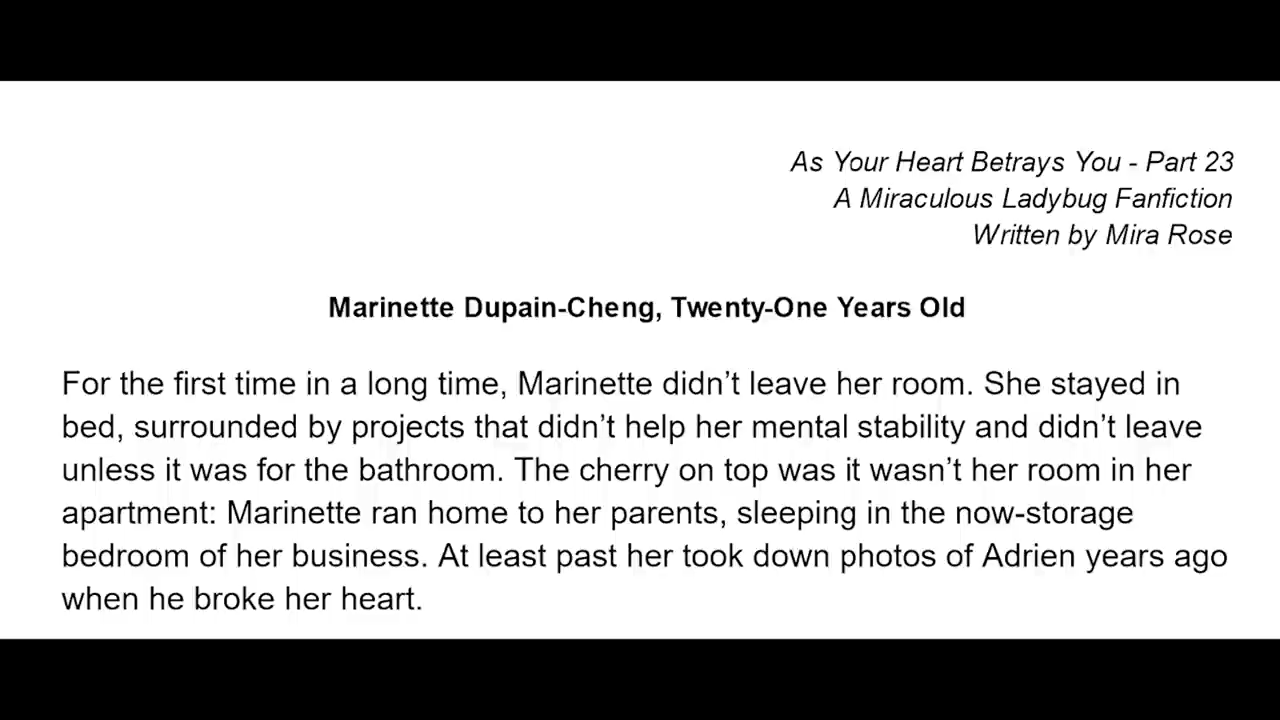 As Your Heart Betrays You - Part 23
A Miraculous Ladybug Fanfiction
Written by Mira Rose
Marinette Dupain-Cheng, Twenty-One Years Old
For the first time in a long time, Marinette didn’t leave her room. She stayed in
bed, surrounded by projects that didn’t help her mental stability and didn’t leave
unless it was for the bathroom. The cherry on top was it wasn’t her room in her
apartment: Marinette ran home to her parents, sleeping in the now-storage
bedroom of her business. At least past her took down photos of Adrien years ago
when he broke her heart.